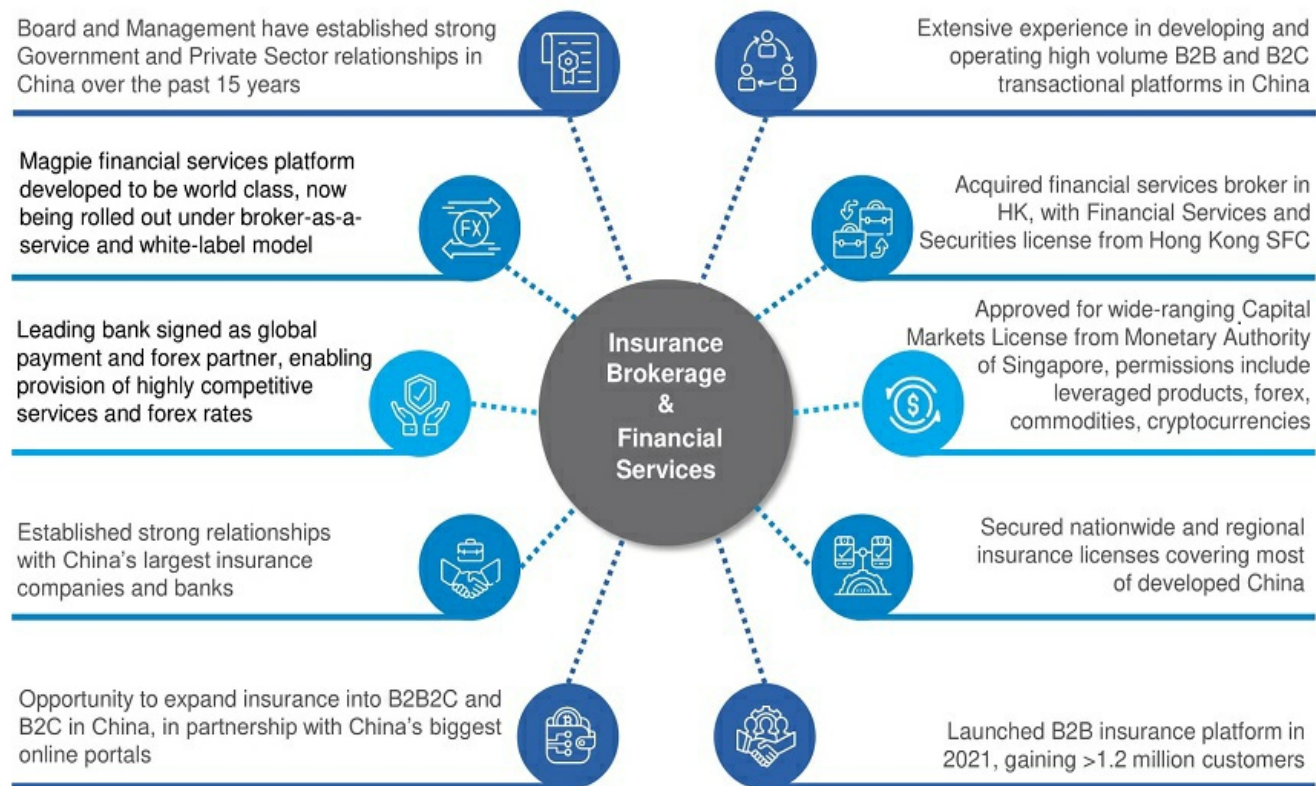 Board and Management have established strong
Government and Private Sector relationships in
China over the past 15 years
Extensive experience in developing and
operating high volume B2B and B2C
transactional platforms in China
Magpie financial services platform
developed to be world class, now
being rolled out under broker-as-a-
service and white-label model
FX
Acquired financial services broker in
HK, with Financial Services and
Securities license from Hong Kong SFC
Leading bank signed as global
payment and forex partner, enabling
provision of highly competitive
services and forex rates
Insurance
Brokerage
&
Financial
Services
$
Approved for wide-ranging Capital
Markets License from Monetary Authority
of Singapore, permissions include
leveraged products, forex,
commodities, cryptocurrencies
Established strong relationships
with China's largest insurance
companies and banks
Secured nationwide and regional
insurance licenses covering most
of developed China
Opportunity to expand insurance into B2B2C and
B2C in China, in partnership with China's biggest
online portals
Launched B2B insurance platform in
2021, gaining >1.2 million customers